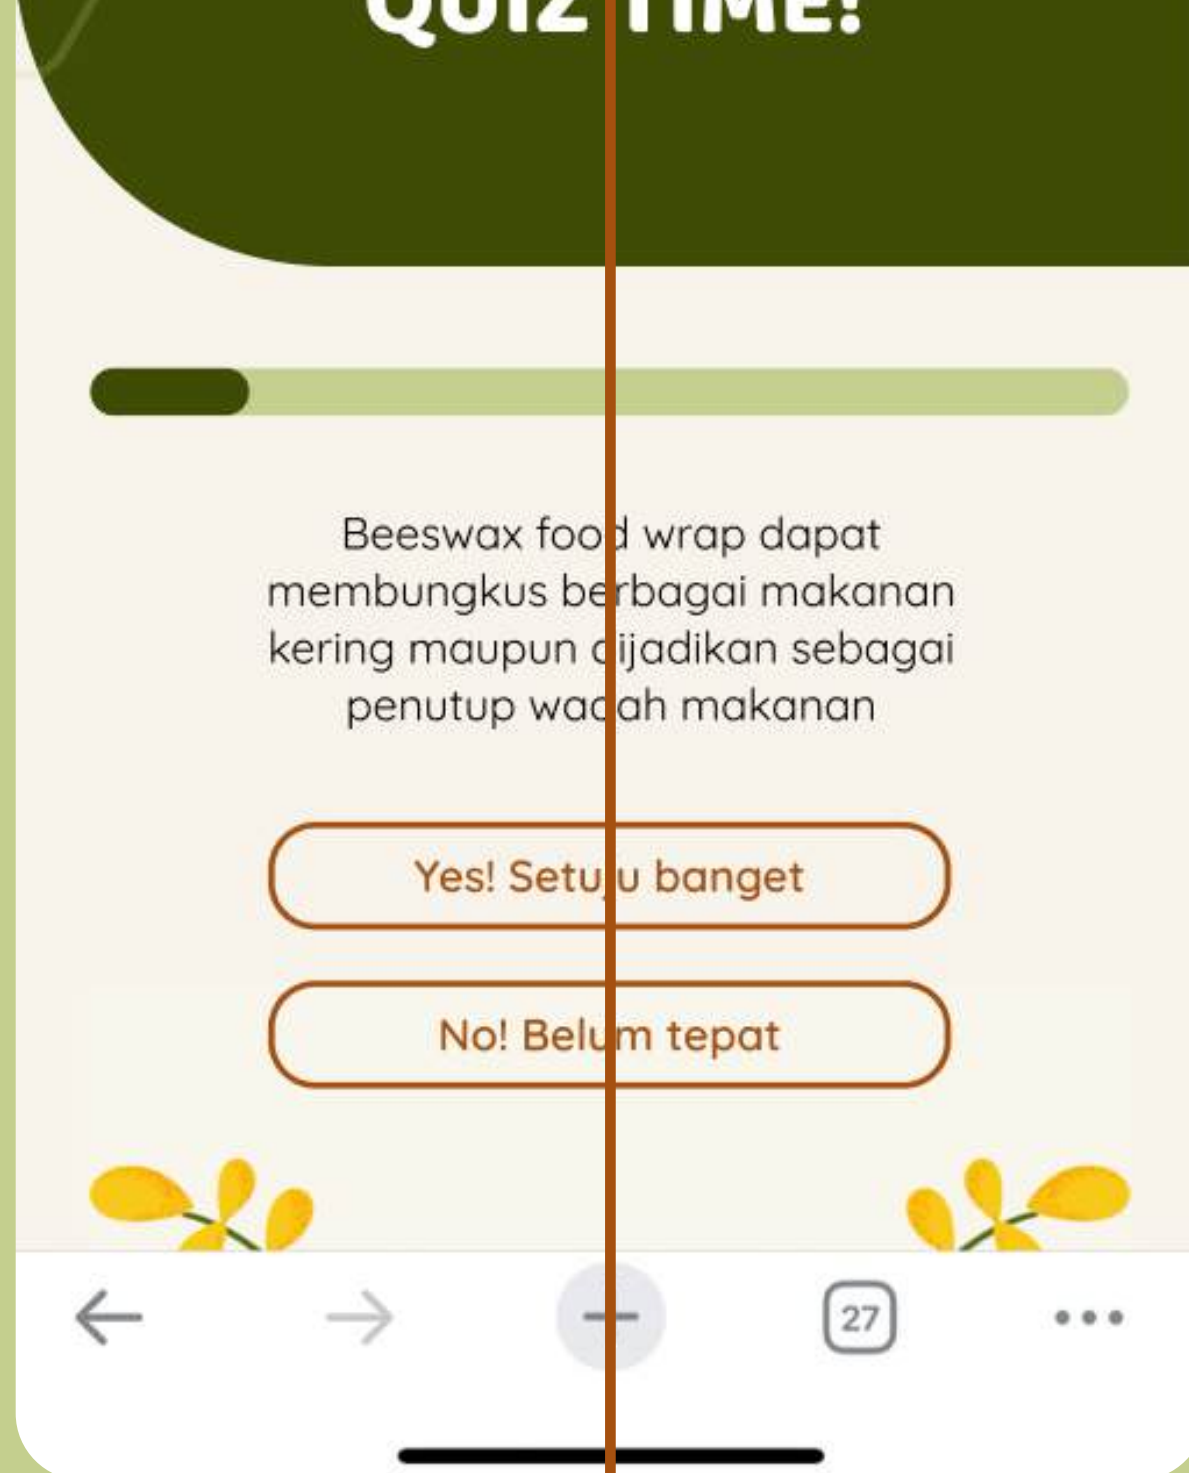 QUIZ TIME!
Beeswax food wrap dapat
membungkus berbagai makanan
kering maupun dijadikan sebagai
penutup wadah makanan
Yes! Setuju banget
No! Belum tepat
27